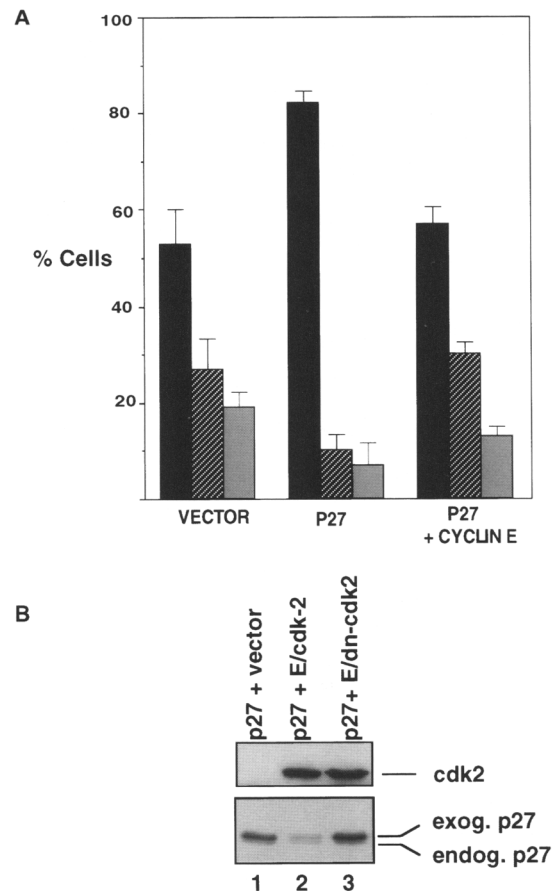 A
100
80
60
% Cells
40
20
VECTOR
P27
P27
+ CYCLIN E
B
p27 + vector
p27 + E/cdk-2
p27+ E/dn-cdk2
cdk2
exog. p27
endog. p27
1 2 3